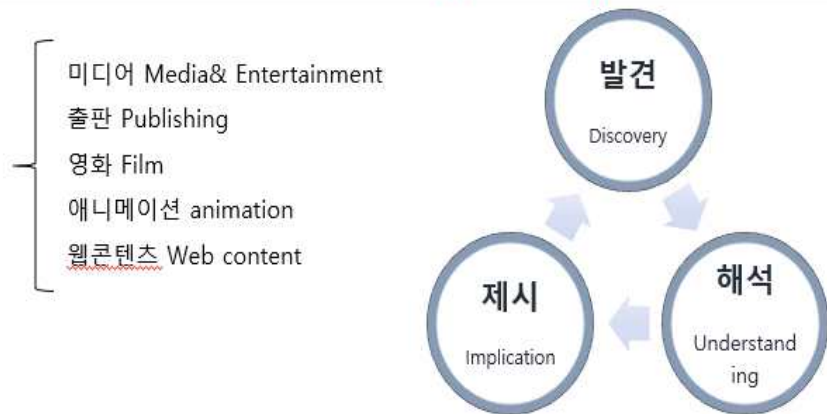 미디어 Media& Entertainment
출판 Publishing
영화 Film
애니메이션 animation
웹콘텐츠 Web content
발견
Discovery
해석
Understand
ing
제시
Implication